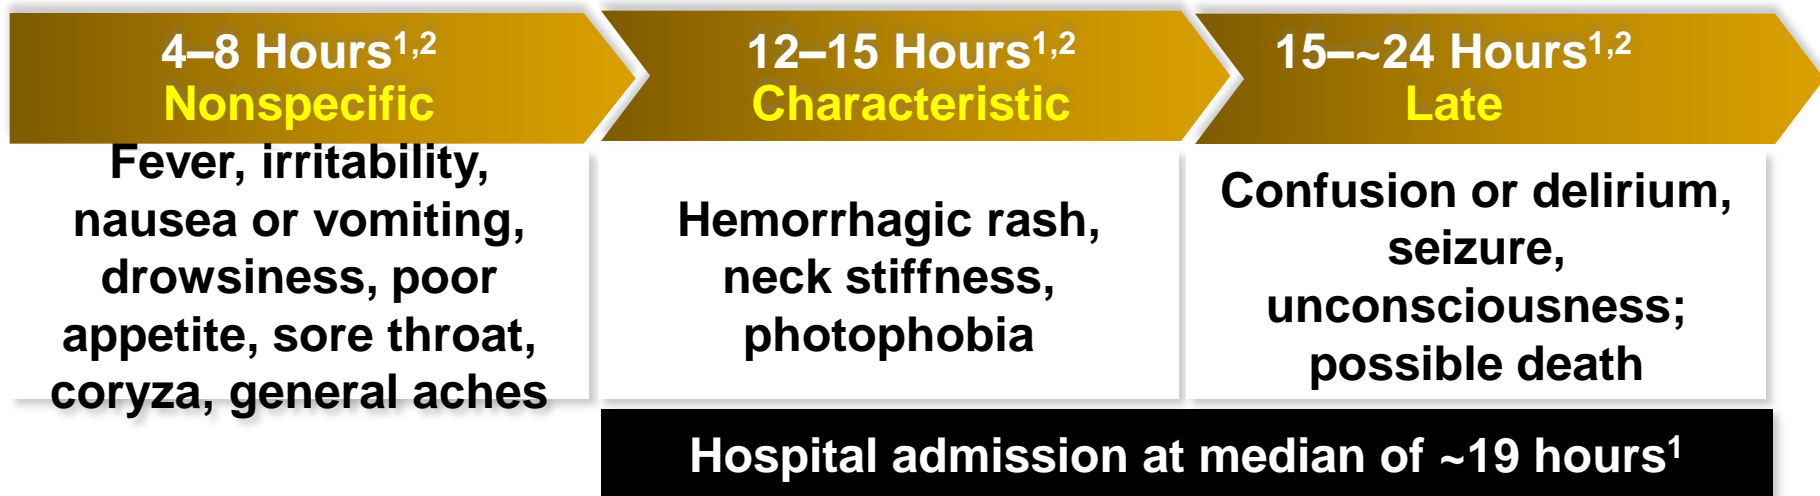 4–8 Hours1,2
Nonspecific
Fever, irritability,
nausea or vomiting,
drowsiness, poor
appetite, sore throat,
coryza, general aches
12–15 Hours1,2
Characteristic
Hemorrhagic rash,
neck stiffness,
photophobia
15–~24 Hours1,2
Late
Confusion or delirium,
seizure,
unconsciousness;
possible death
Hospital admission at median of ~19 hours1